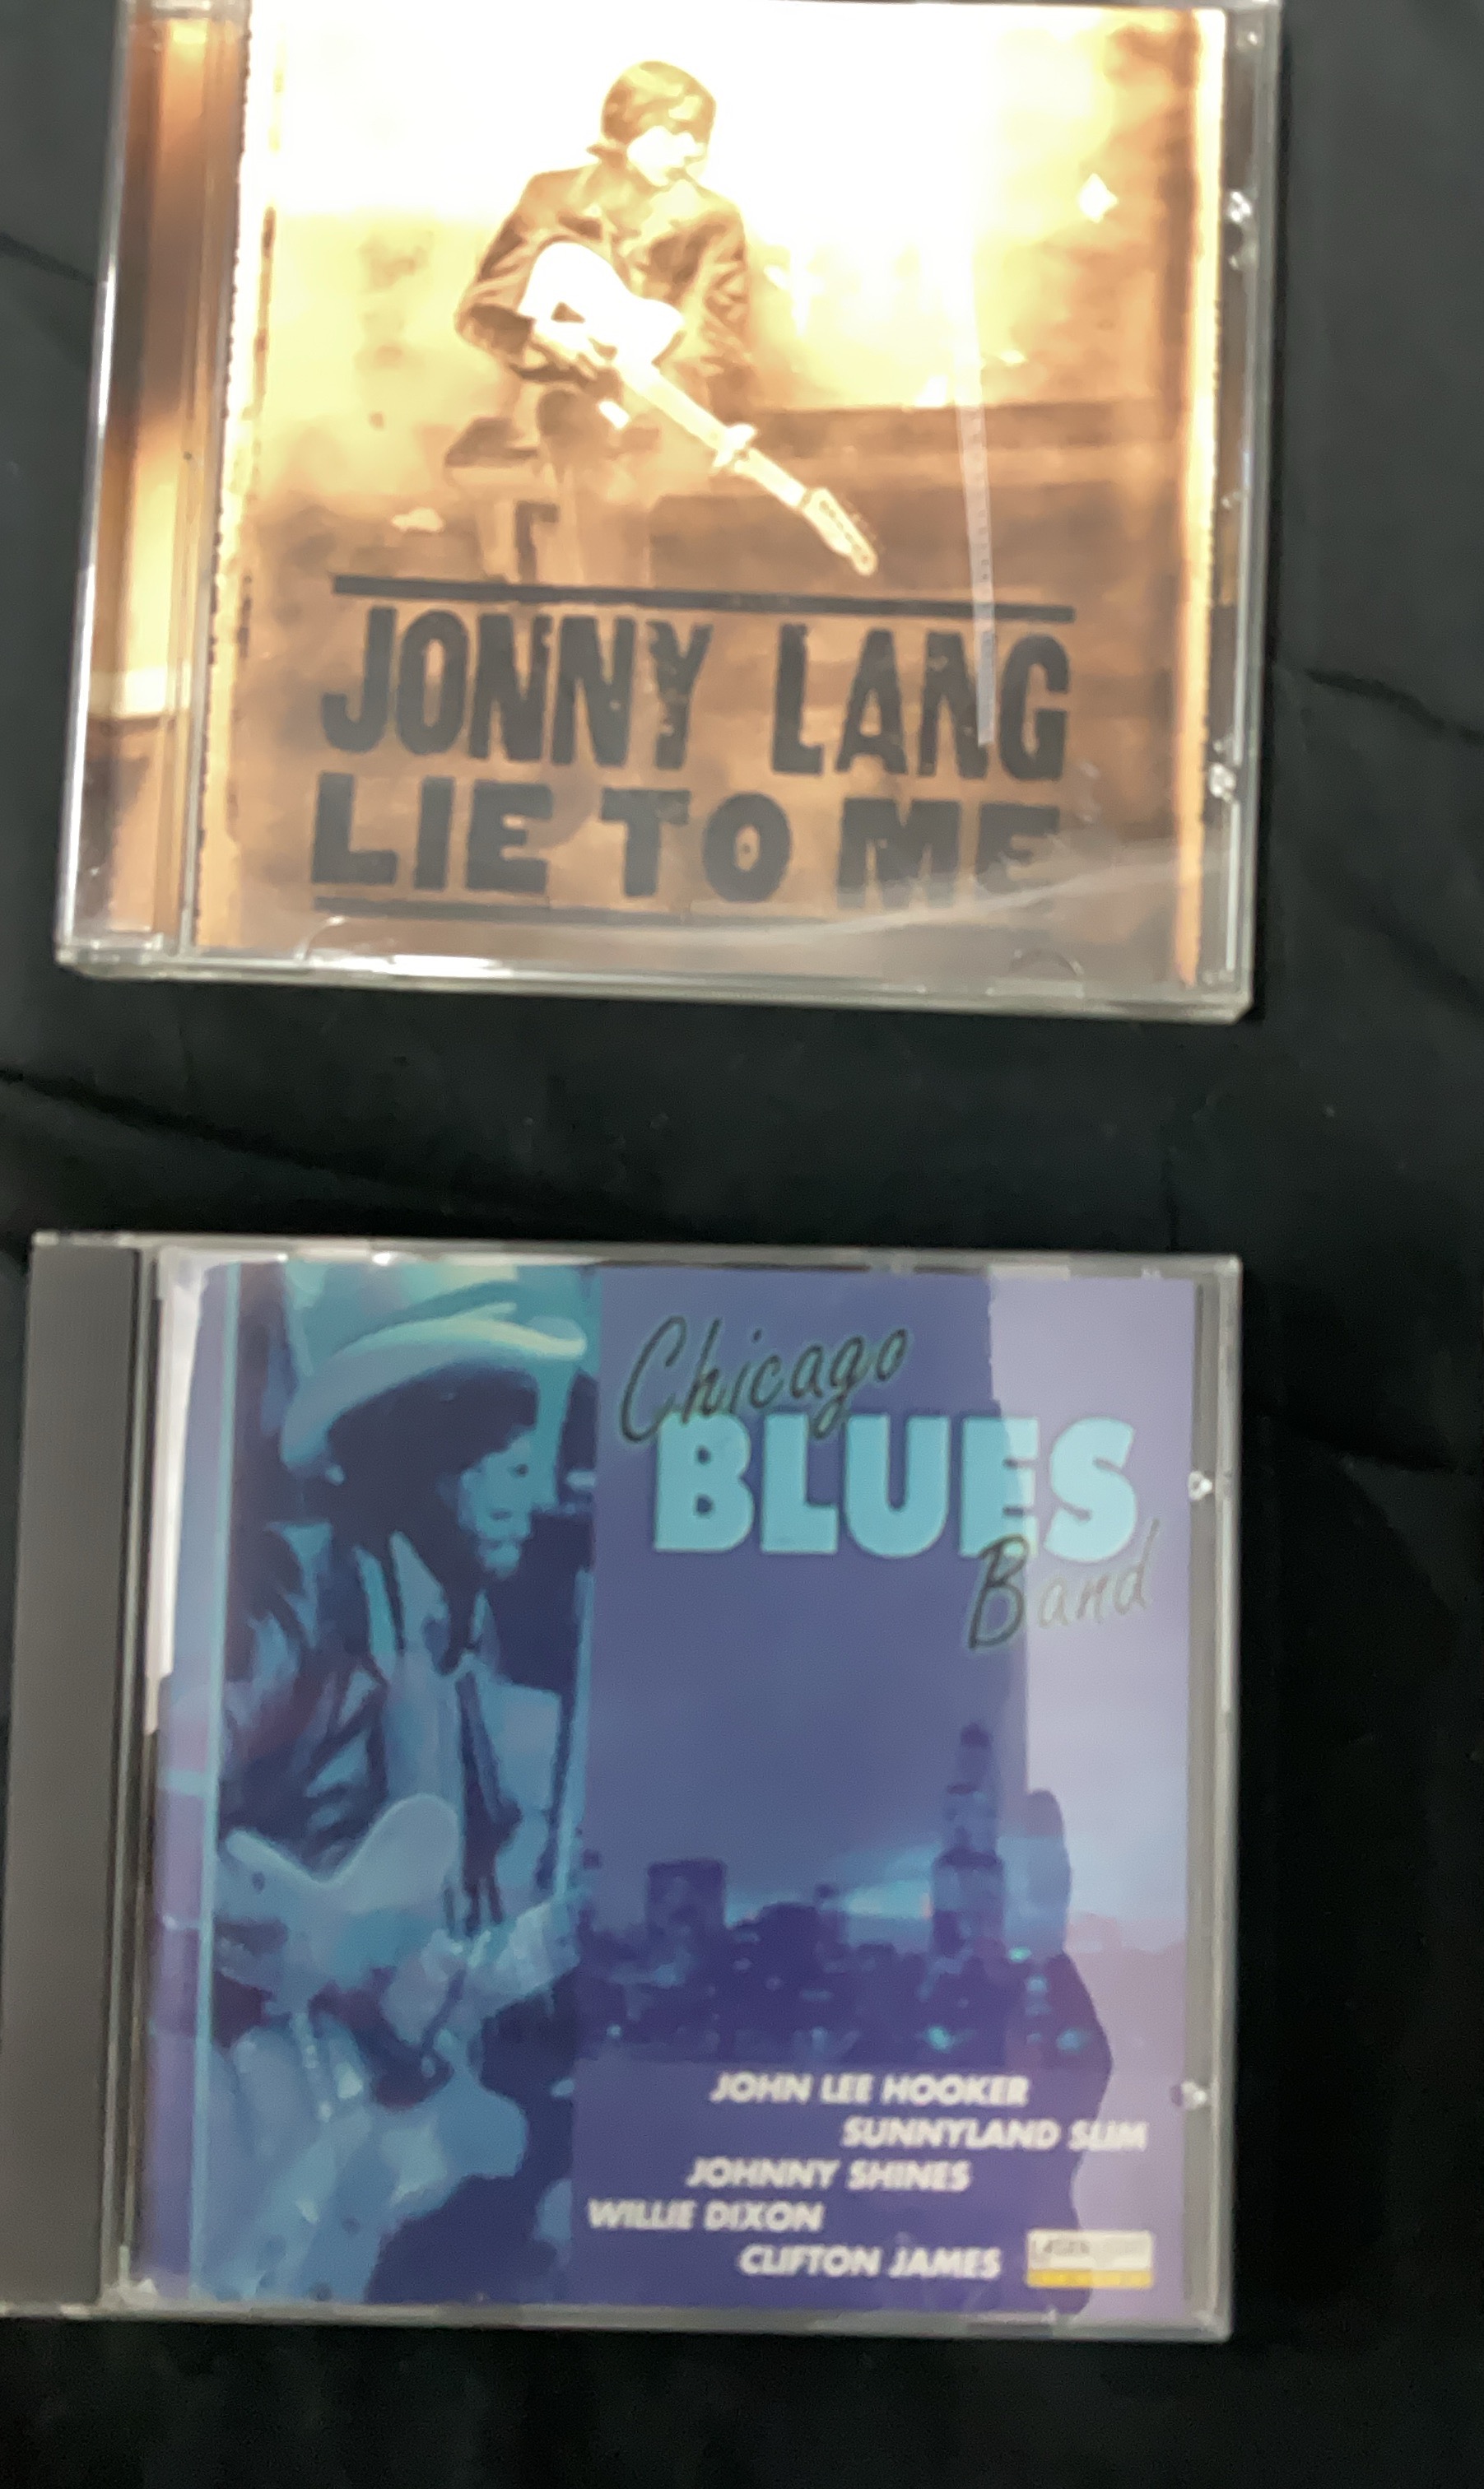 JONNY LANG
LIE TO ME
Chicago
BLUES
Band
JOHN LEE HOOKER
SUNNYLAND SLIM
JOHNNY SHINES
WILLIE DIXON
CLIFTON JAMES